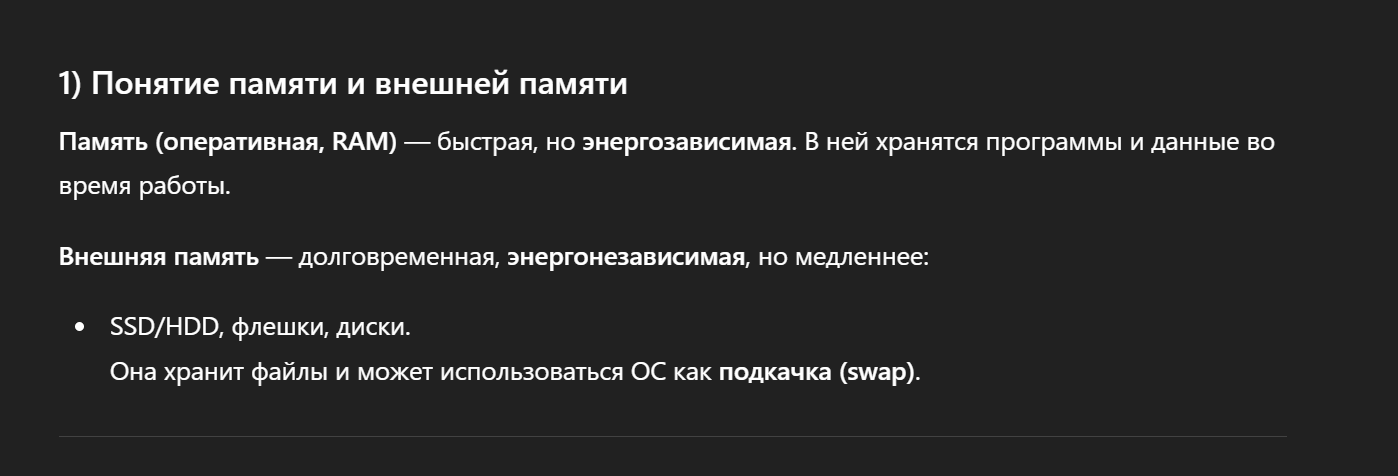 1) Понятие памяти и внешней памяти
Память (оперативная, RAM) — быстрая, но энергозависимая. В ней хранятся программы и данные во
время работы.
Внешняя память — долговременная, энергонезависимая, но медленнее:
• SSD/HDD, флешки, диски.
Она хранит файлы и может использоваться ОС как подкачка (swap).